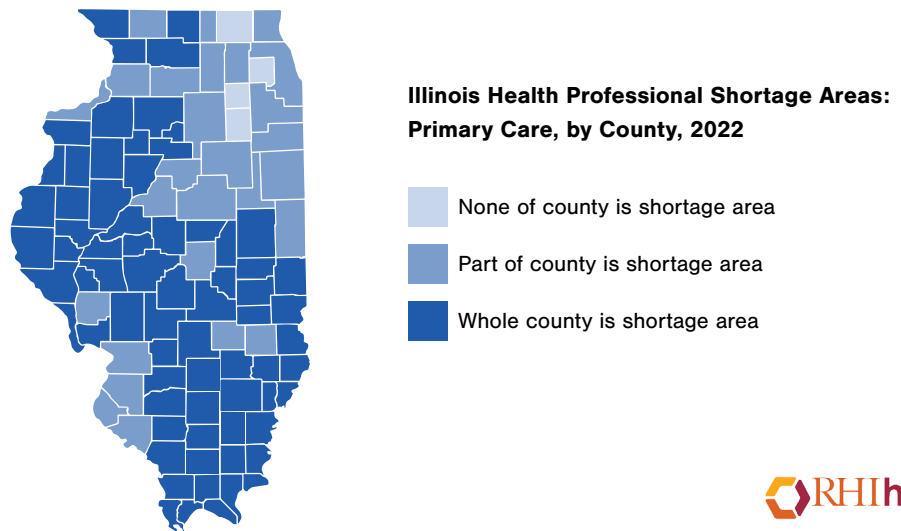 Illinois Health Professional Shortage Areas:
Primary Care, by County, 2022
None of county is shortage area
Part of county is shortage area
Whole county is shortage area
RHIh